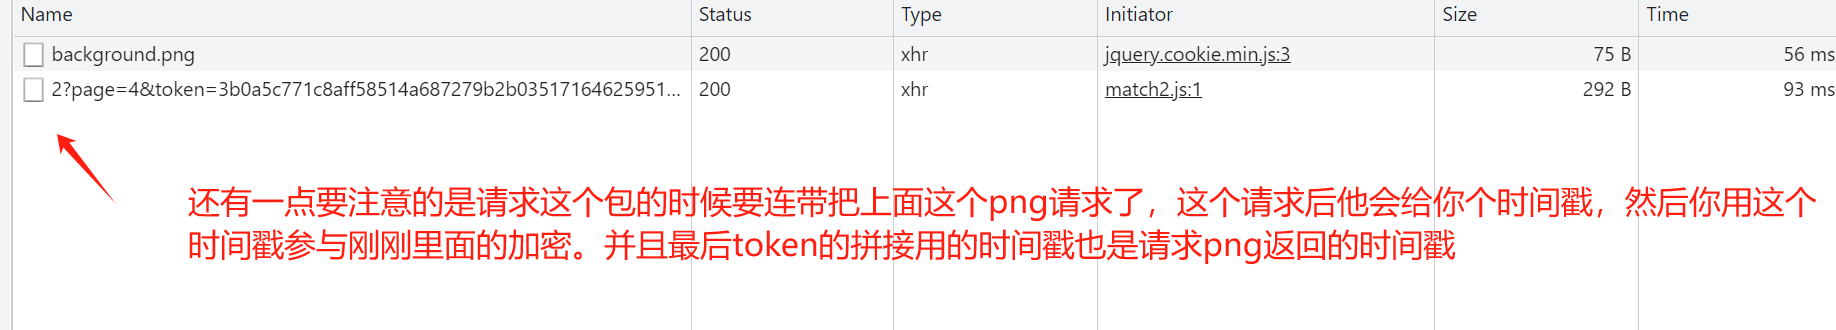 Name Status Type Initiator Size Time
background.png 200 xhr jquery.cookie.min.js:3 75 B 56 ms
2?page=4&token=3b0a5c771c8aff58514a687279b2b03517164625951... 200 xhr match2.js:1 292 B 93 ms
还有一点要注意的是请求这个包的时候要连带把上面这个png请求了，这个请求后他会给你个时间戳，然后你用这个
时间戳参与刚刚里面的加密。并且最后token的拼接用的时间戳也是请求png返回的时间戳